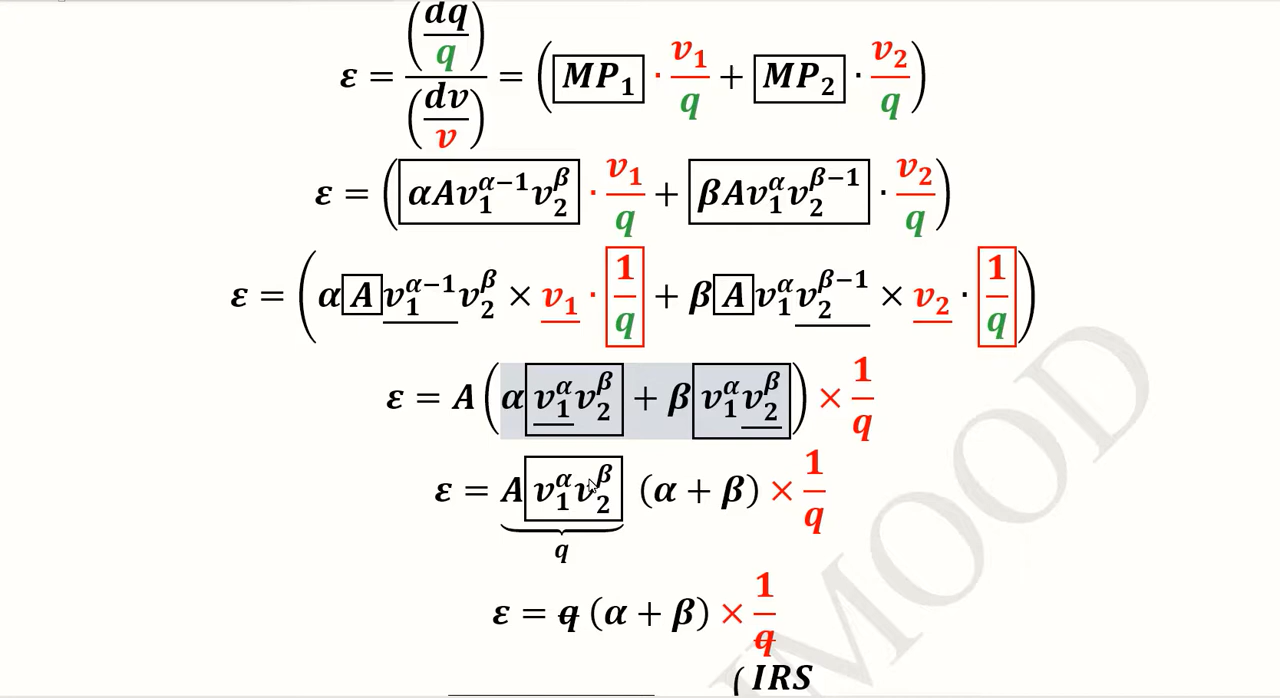 ε = (dq/q)/(dv/v) = (MP₁ · v₁/q + MP₂ · v₂/q)
ε = (αAv₁^(α−1)v₂^β · v₁/q + βAv₁^αv₂^(β−1) · v₂/q)
ε = (αAv₁^(α−1)v₂^β × v₁ · 1/q + βAv₁^αv₂^(β−1) × v₂ · 1/q)
ε = A(αv₁^αv₂^β + βv₁^αv₂^β) × 1/q
ε = Av₁^αv₂^β (α + β) × 1/q
q
ε = q (α + β) × 1/q
(IRS
MOOD